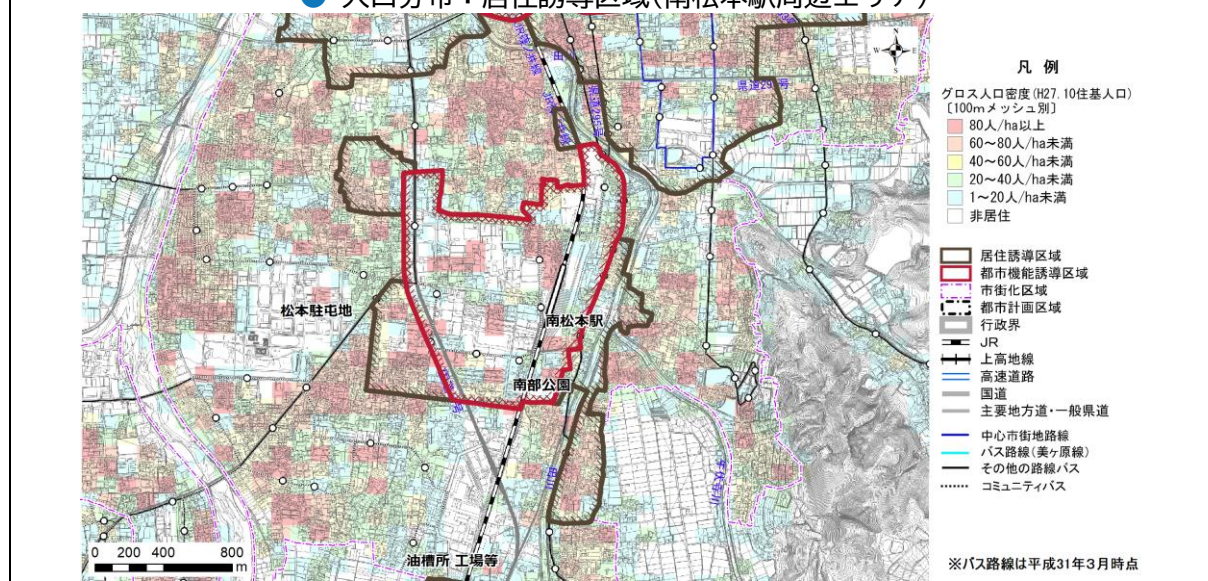 人口分布・居住誘導区域(南松本駅周辺エリア)
県道295号
松本駐屯地
南松本駅
南部公園
田川
油槽所 工場等
0 200 400 800
m
N
W E
S
凡 例
グロス人口密度(H27.10住基人口)
〔100mメッシュ別〕
80人/ha以上
60~80人/ha未満
40~60人/ha未満
20~40人/ha未満
1~20人/ha未満
非居住
居住誘導区域
都市機能誘導区域
市街化区域
都市計画区域
行政界
JR
上高地線
高速道路
国道
主要地方道・一般県道
中心市街地路線
バス路線(美ヶ原線)
その他の路線バス
コミュニティバス
※バス路線は平成31年3月時点